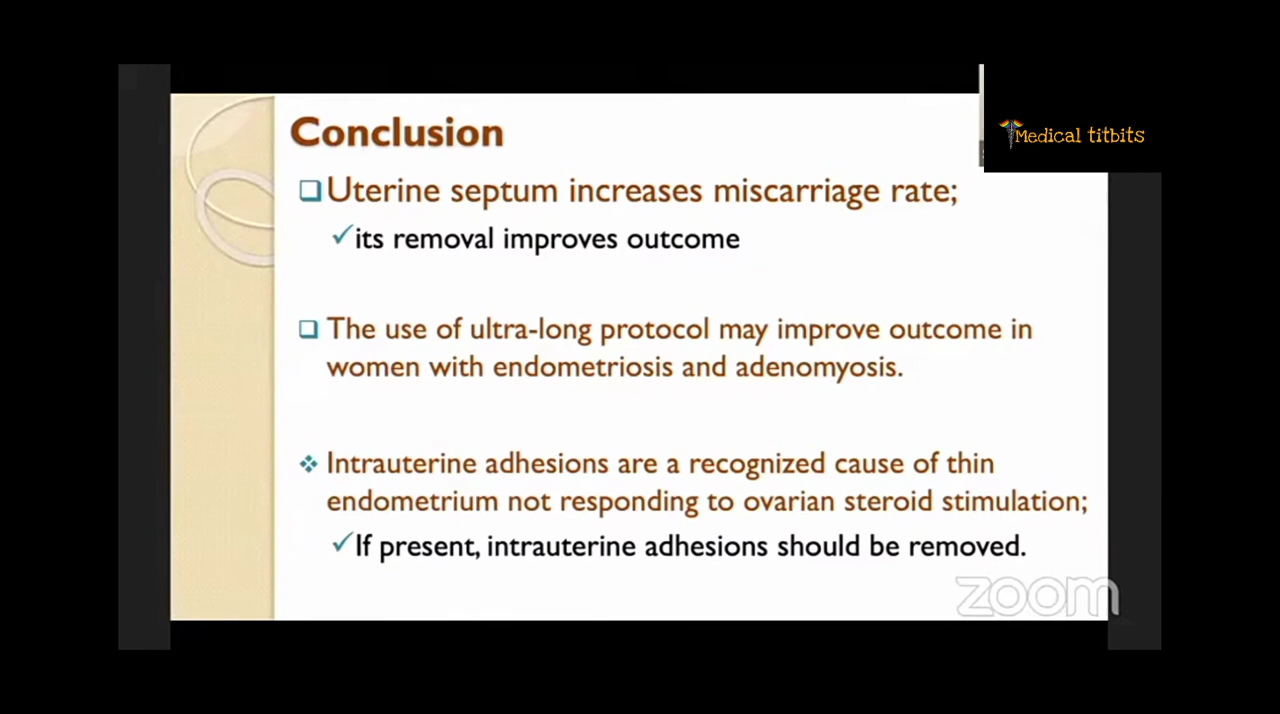 Medical titbits
Conclusion
Uterine septum increases miscarriage rate;
its removal improves outcome
The use of ultra-long protocol may improve outcome in
women with endometriosis and adenomyosis.
Intrauterine adhesions are a recognized cause of thin
endometrium not responding to ovarian steroid stimulation;
If present, intrauterine adhesions should be removed.
zoom